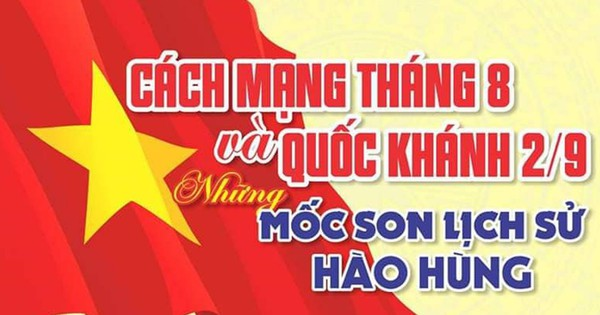 CÁCH MẠNG THÁNG 8
và QUỐC KHÁNH 2/9
Những
MỐC SON LỊCH SỬ
HÀO HÙNG